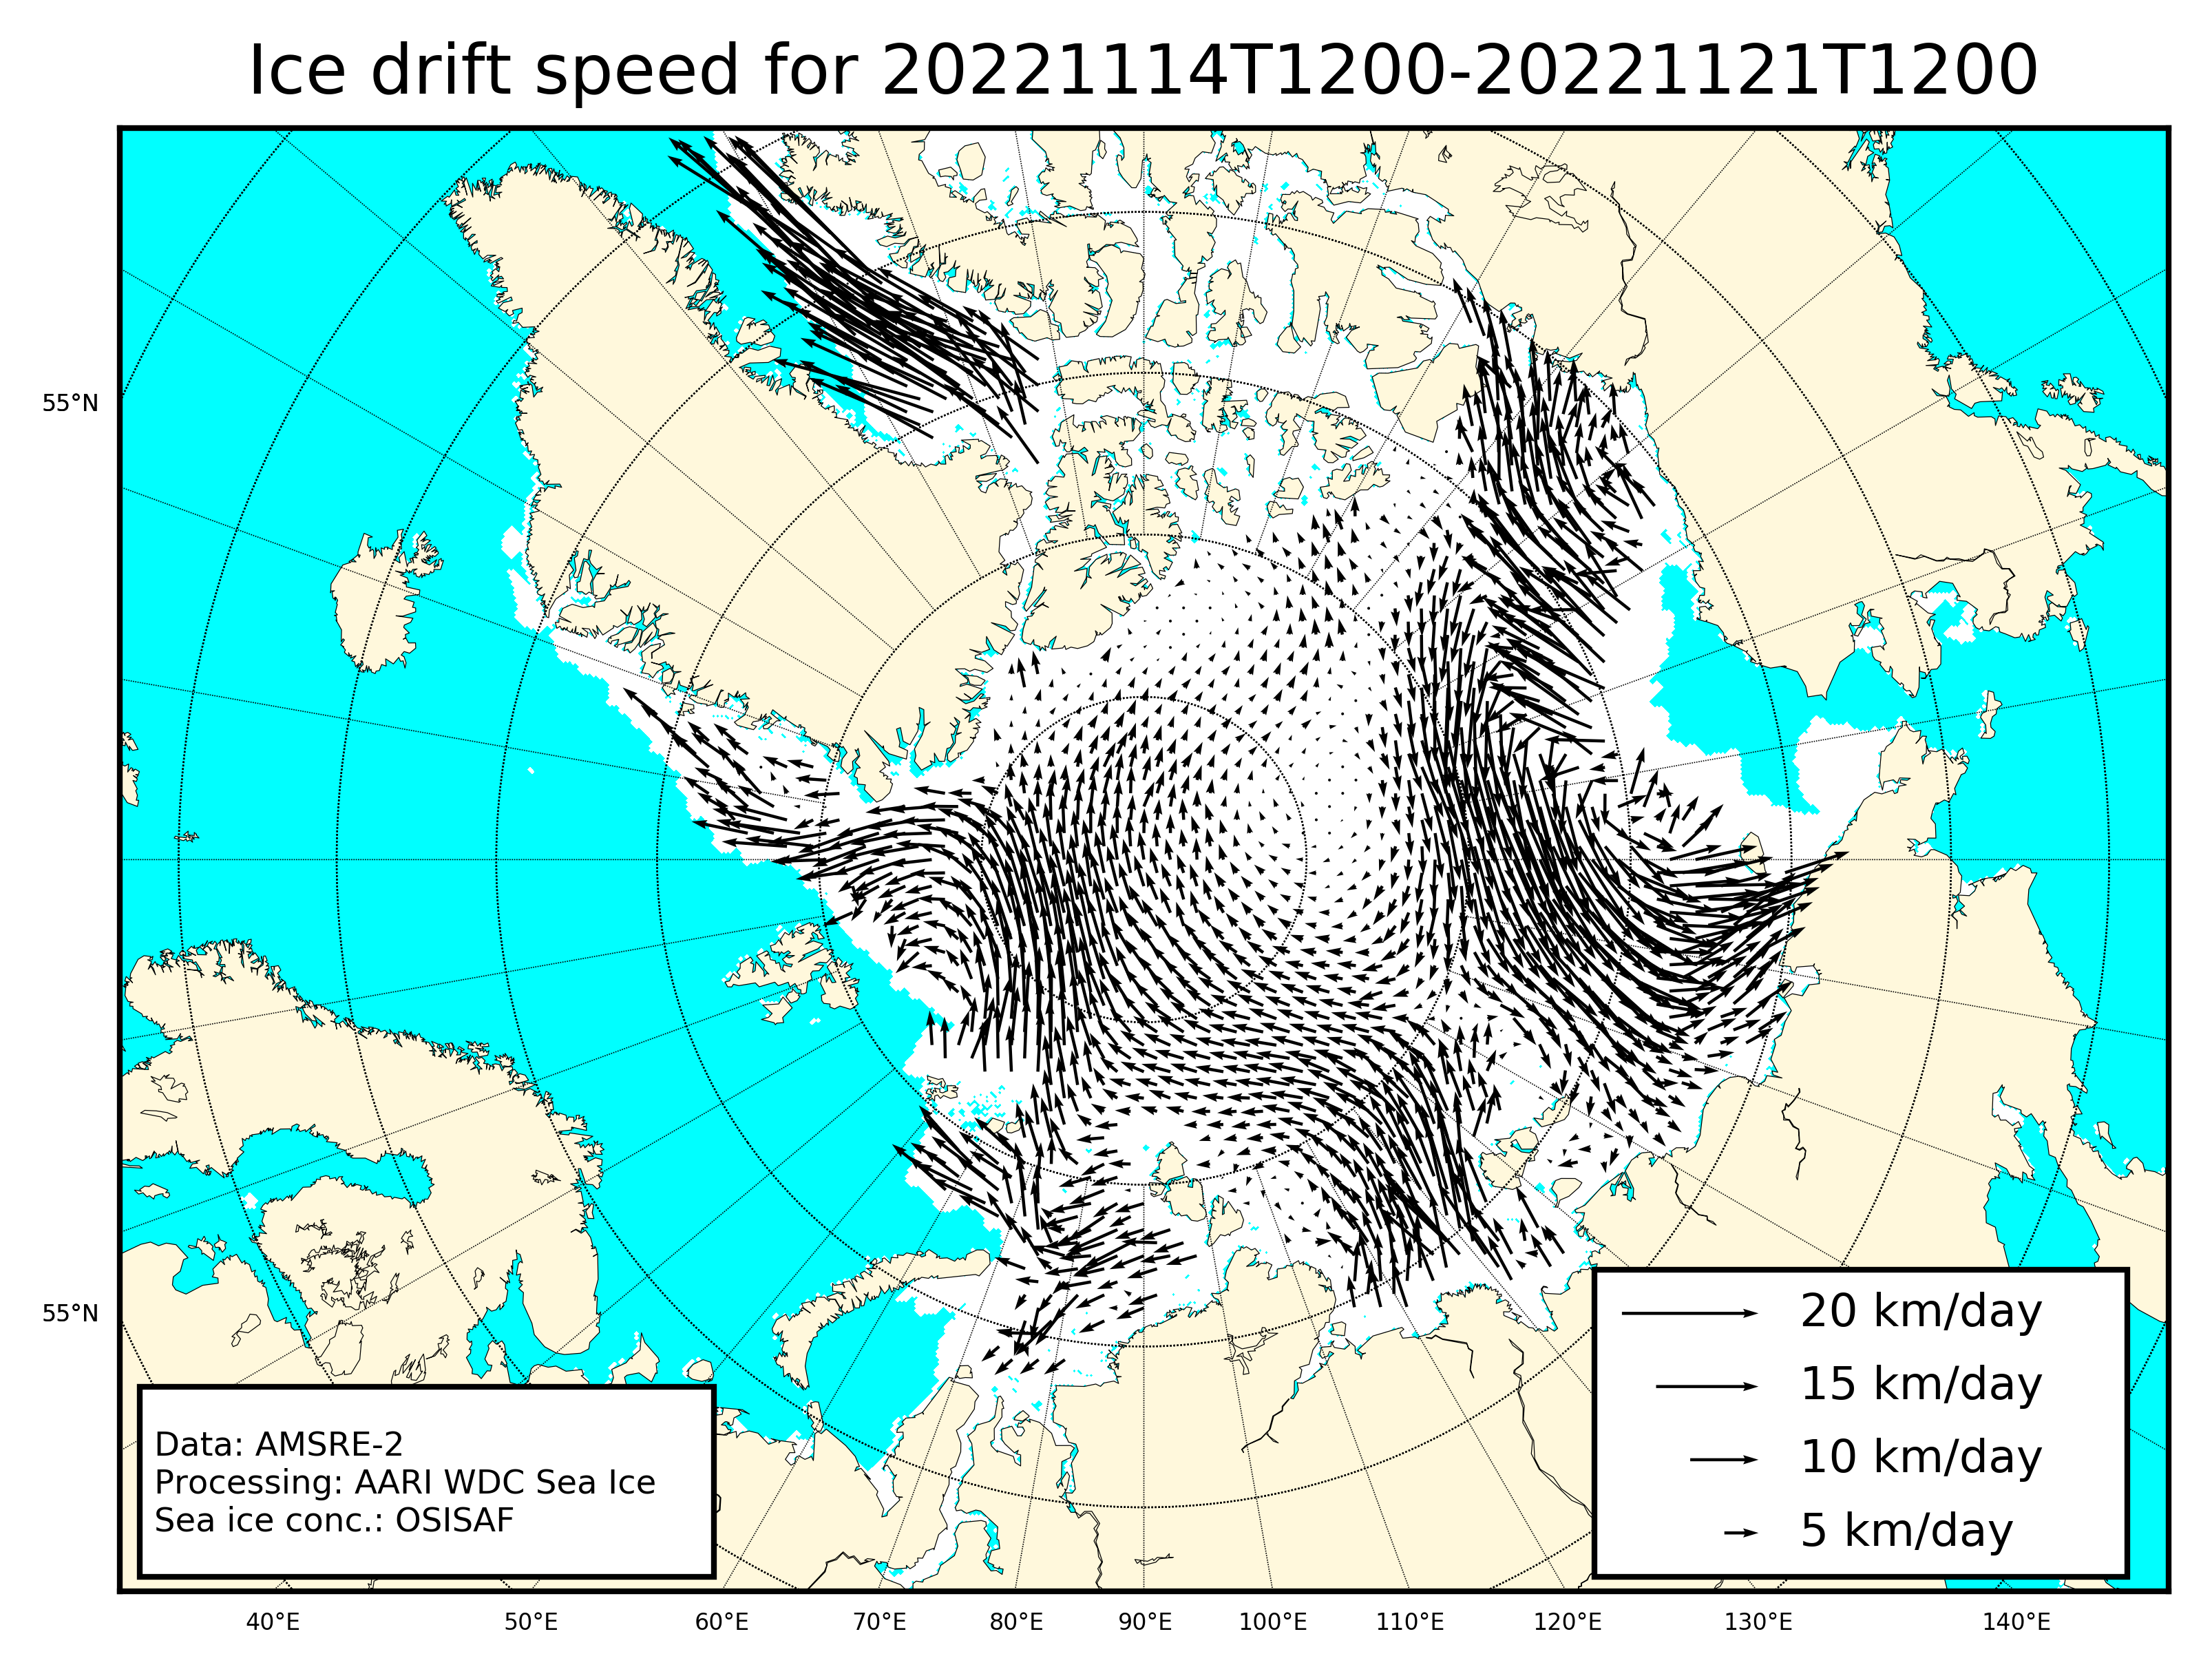 Ice drift speed for 20221114T1200-20221121T1200
55°N
55°N
20 km/day
15 km/day
10 km/day
5 km/day
Data: AMSRE-2
Processing: AARI WDC Sea Ice
Sea ice conc.: OSISAF
40°E 50°E 60°E 70°E 80°E 90°E 100°E 110°E 120°E 130°E 140°E